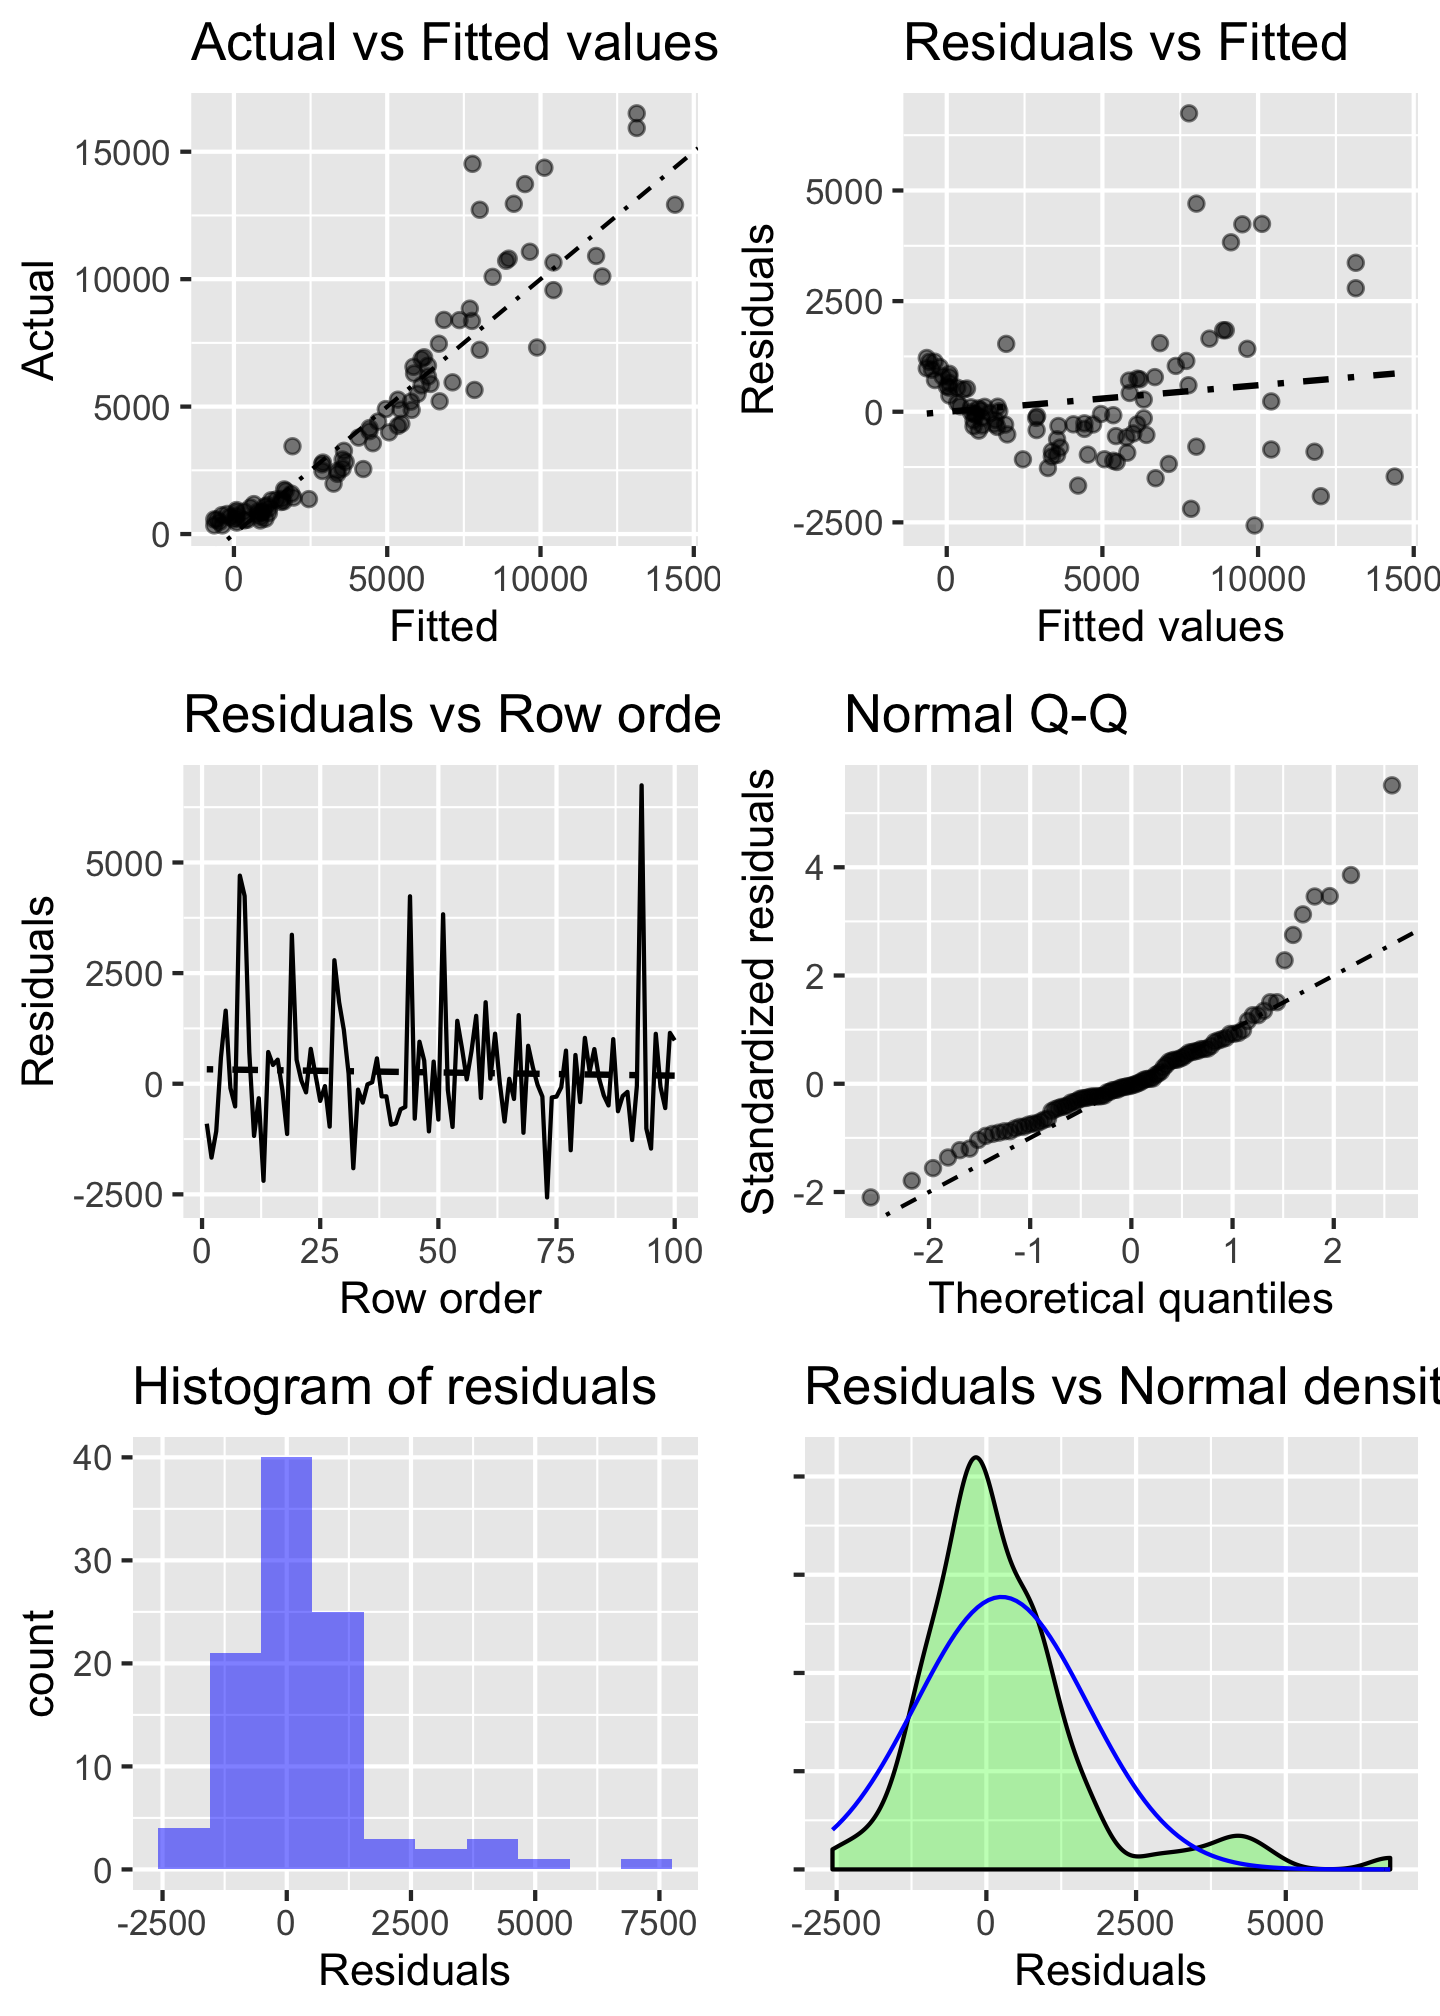 Actual vs Fitted values
Actual
15000
10000
5000
0
0 5000 10000 1500
Fitted
Residuals vs Fitted
Residuals
5000
2500
0
-2500
0 5000 10000 1500
Fitted values
Residuals vs Row orde
Residuals
5000
2500
0
-2500
0 25 50 75 100
Row order
Normal Q-Q
Standardized residuals
4
2
0
-2
-2 -1 0 1 2
Theoretical quantiles
Histogram of residuals
count
40
30
20
10
0
-2500 0 2500 5000 7500
Residuals
Residuals vs Normal densit
-2500 0 2500 5000
Residuals